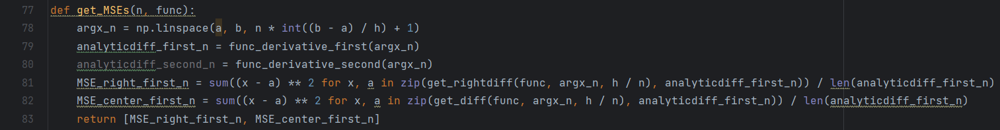 77 def get_MSEs(n, func):
78     argx_n = np.linspace(a, b, n * int((b - a) / h) + 1)
79     analyticdiff_first_n = func_derivative_first(argx_n)
80     analyticdiff_second_n = func_derivative_second(argx_n)
81     MSE_right_first_n = sum((x - a) ** 2 for x, a in zip(get_rightdiff(func, argx_n, h / n), analyticdiff_first_n)) / len(analyticdiff_first_n)
82     MSE_center_first_n = sum((x - a) ** 2 for x, a in zip(get_diff(func, argx_n, h / n), analyticdiff_first_n)) / len(analyticdiff_first_n)
83     return [MSE_right_first_n, MSE_center_first_n]